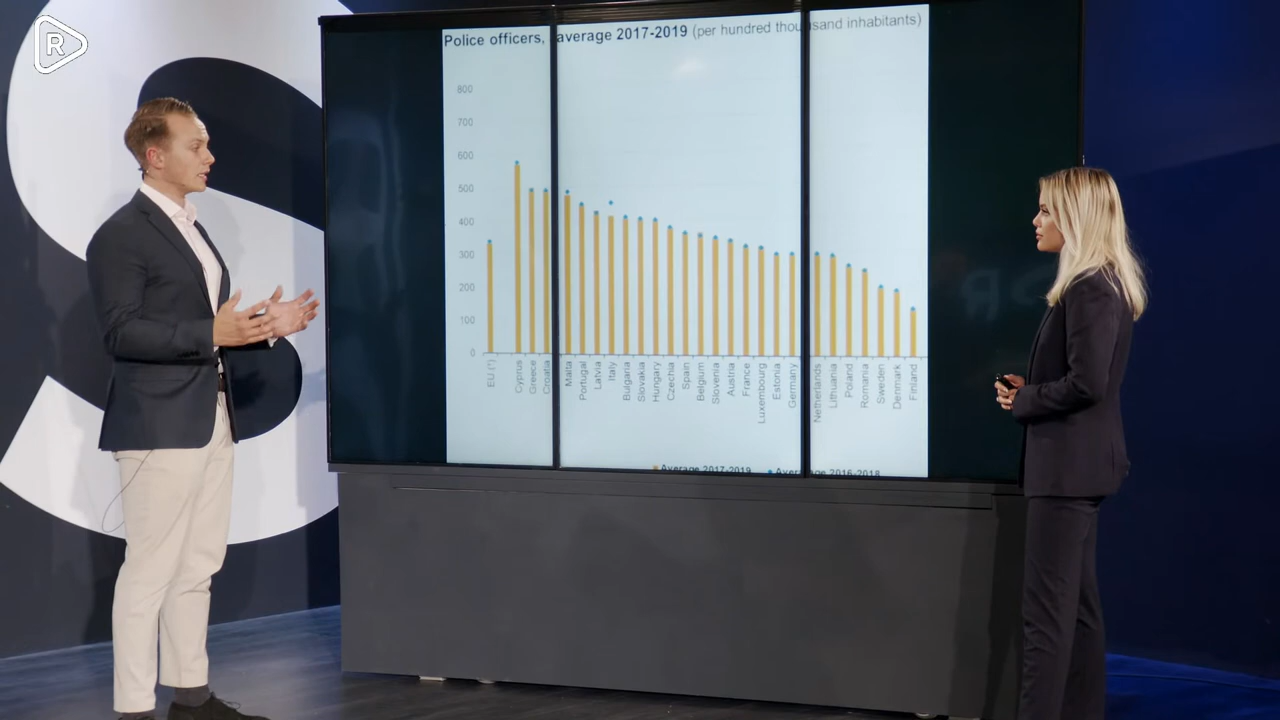 R
Police officers, average 2017-2019 (per hundred thousand inhabitants)
800
700
600
500
400
300
200
100
0
EU (*)
Cyprus
Greece
Croatia
Malta
Portugal
Latvia
Italy
Bulgaria
Slovakia
Hungary
Czechia
Spain
Belgium
Slovenia
Austria
France
Luxembourg
Estonia
Germany
Netherlands
Lithuania
Poland
Romania
Sweden
Denmark
Finland
Average 2017-2019 Average 2016-2018